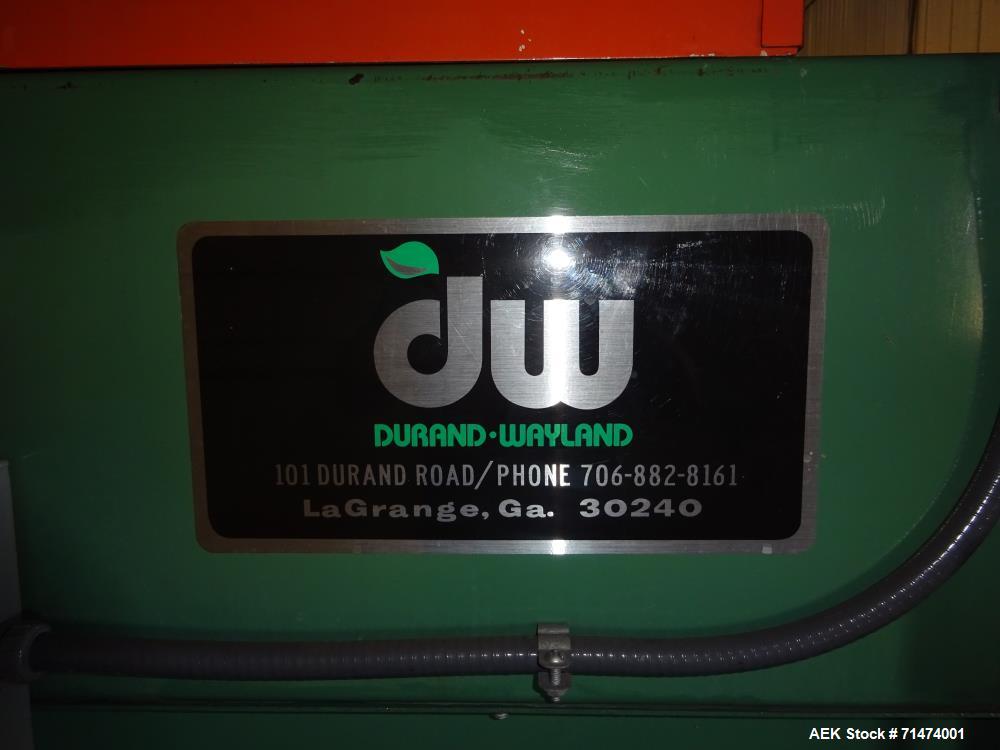 dw
DURAND·WAYLAND
101 DURAND ROAD/PHONE 706-882-8161
LaGrange, Ga. 30240
AEK Stock # 71474001